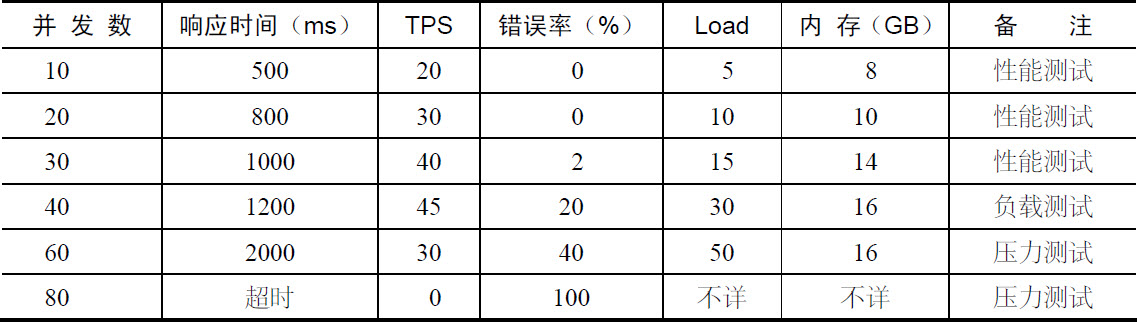 并发数 响应时间（ms） TPS 错误率（%） Load 内存（GB） 备注
10 500 20 0 5 8 性能测试
20 800 30 0 10 10 性能测试
30 1000 40 2 15 14 性能测试
40 1200 45 20 30 16 负载测试
60 2000 30 40 50 16 压力测试
80 超时 0 100 不详 不详 压力测试